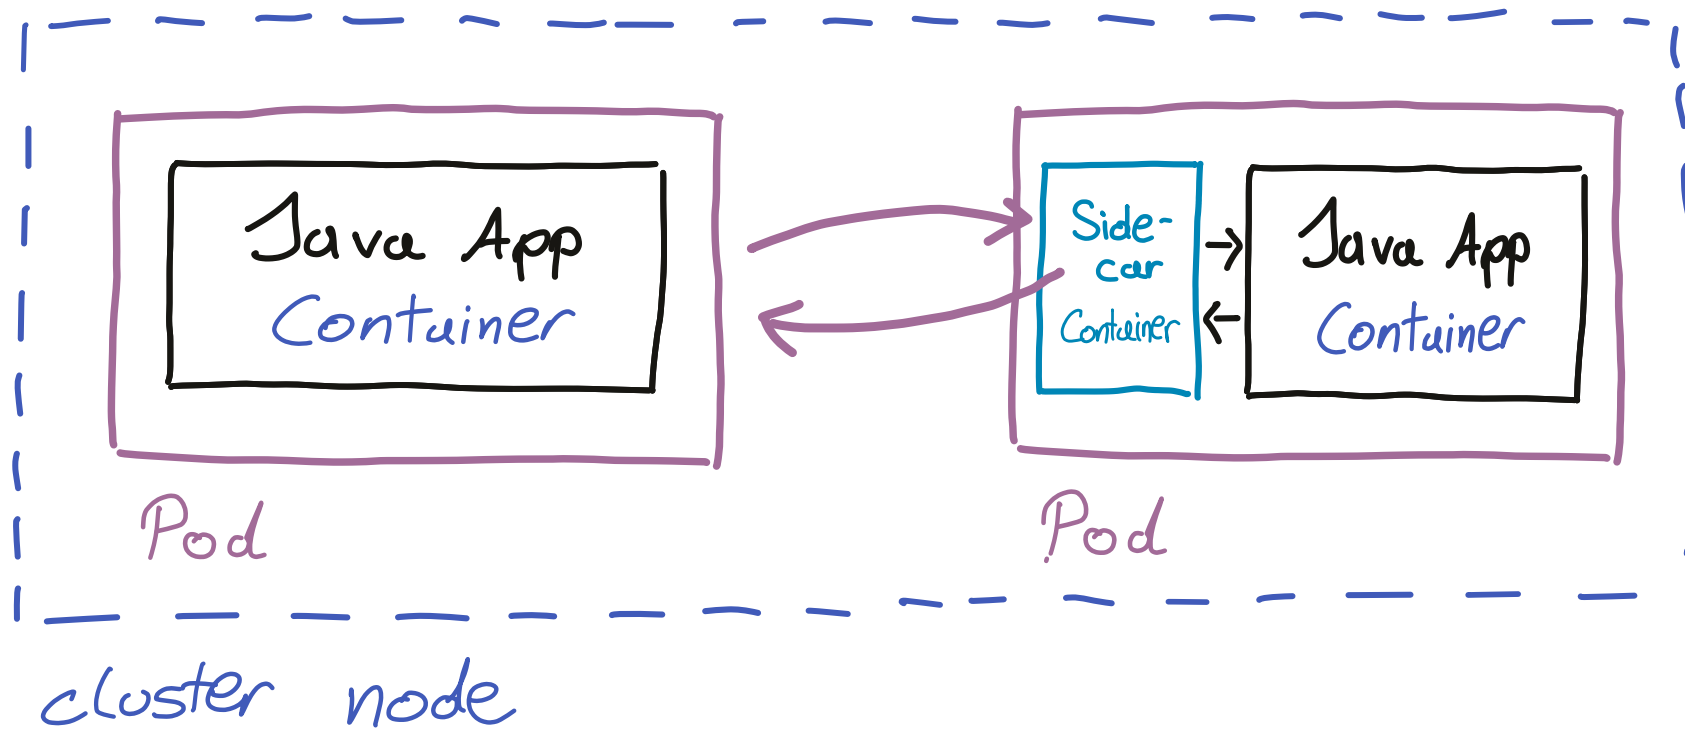 Java App
Container
Side-
car
Container
Java App
Container
Pod
Pod
cluster node